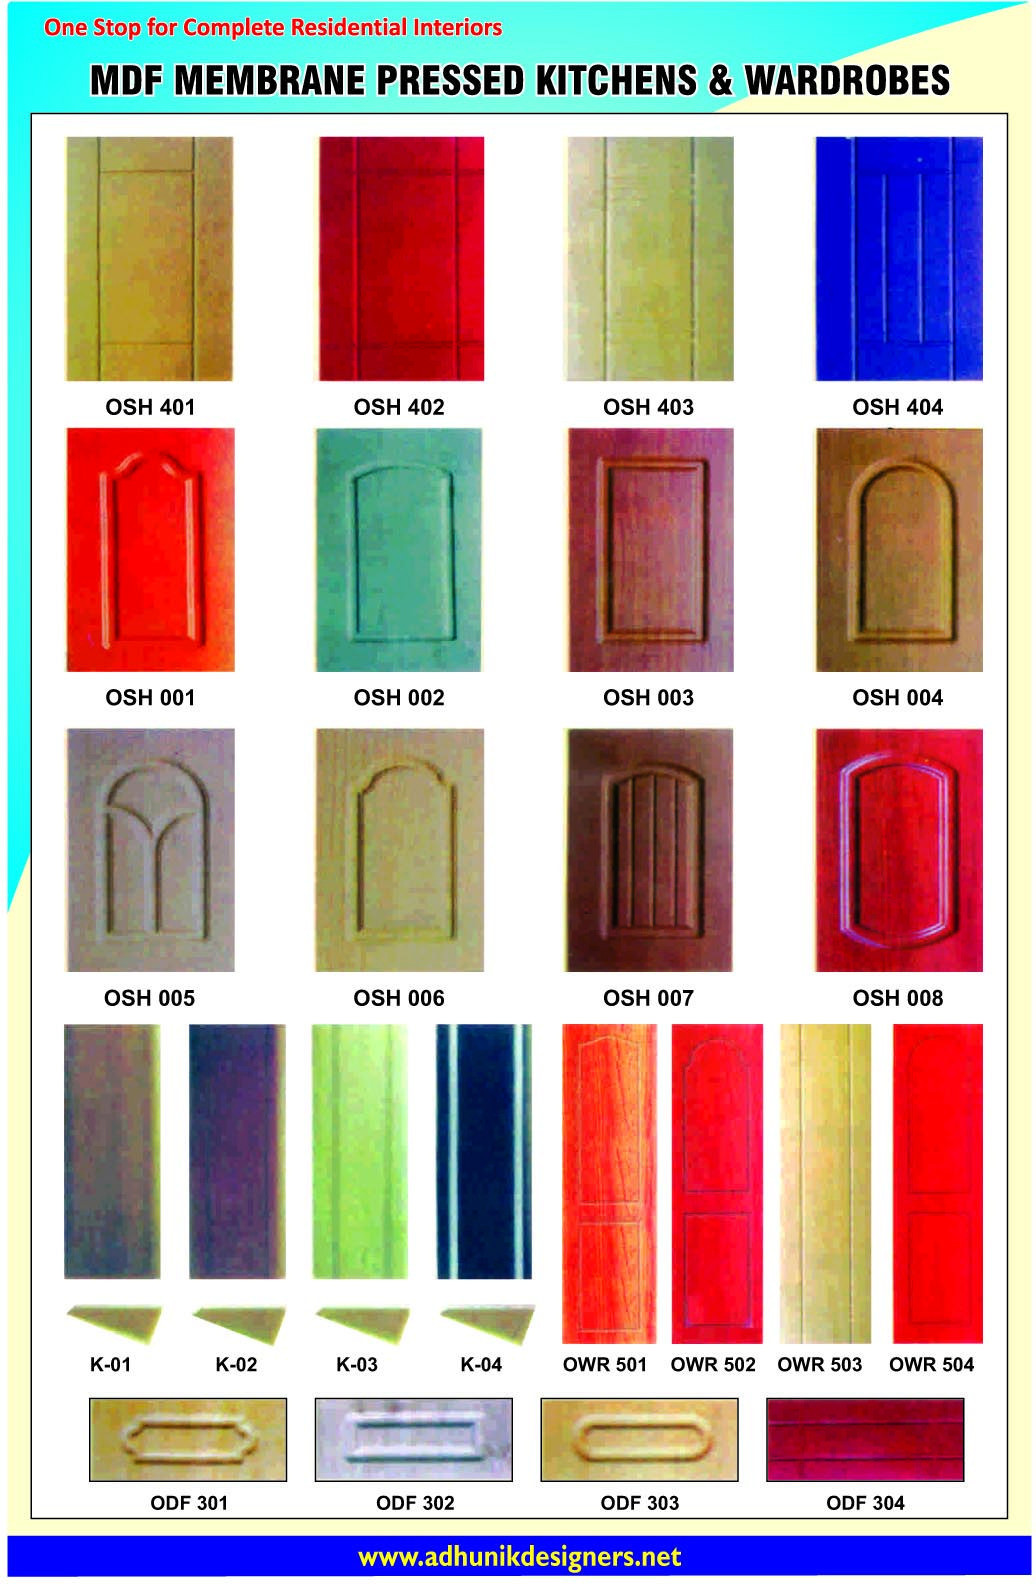 One Stop for Complete Residential Interiors
MDF MEMBRANE PRESSED KITCHENS & WARDROBES
OSH 401 OSH 402 OSH 403 OSH 404
OSH 001 OSH 002 OSH 003 OSH 004
OSH 005 OSH 006 OSH 007 OSH 008
K-01 K-02 K-03 K-04 OWR 501 OWR 502 OWR 503 OWR 504
ODF 301 ODF 302 ODF 303 ODF 304
www.adhunikdesigners.net